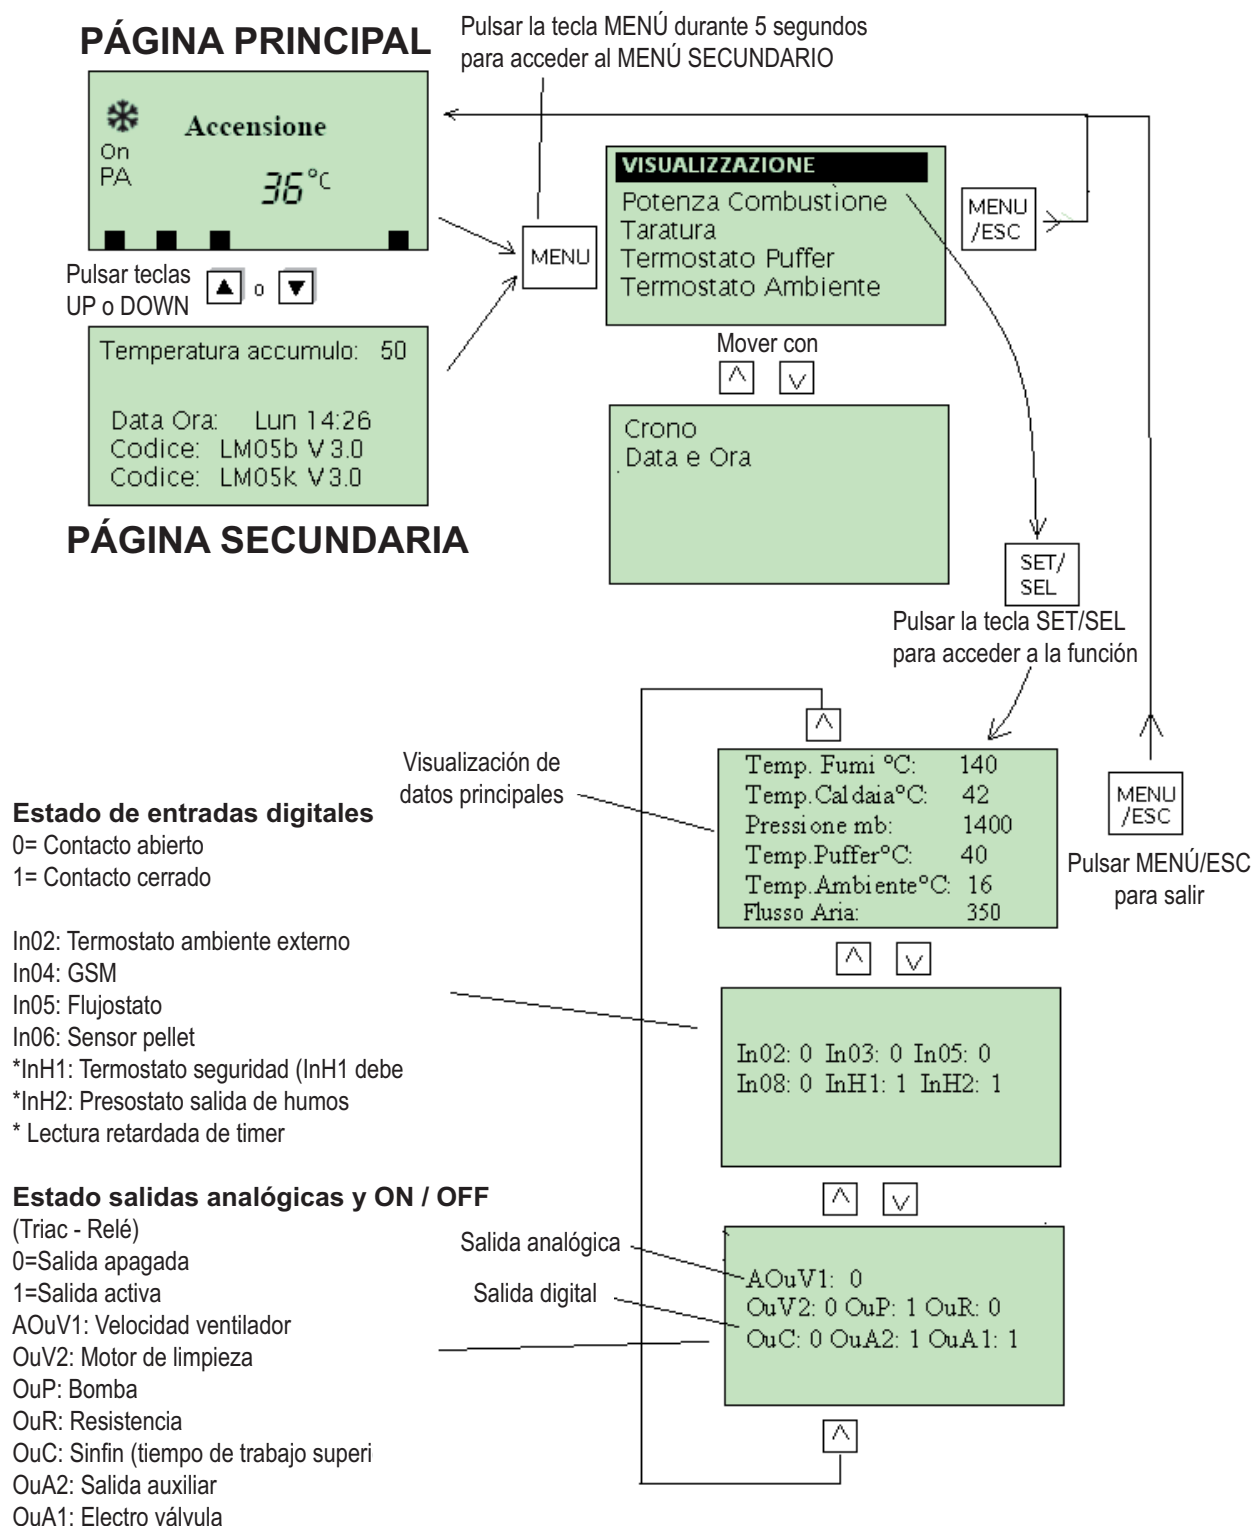 PÁGINA PRINCIPAL
Pulsar la tecla MENÚ durante 5 segundos
para acceder al MENÚ SECUNDARIO
Accensione
On
PA
36°C
Pulsar teclas
UP o DOWN
o
Temperatura accumulo: 50
Data Ora: Lun 14:26
Codice: LM05b V 3.0
Codice: LM05k V 3.0
PÁGINA SECUNDARIA
MENU
VISUALIZZAZIONE
Potenza Combustione
Taratura
Termostato Puffer
Termostato Ambiente
MENU
/ESC
Mover con
Crono
Data e Ora
SET/
SEL
Pulsar la tecla SET/SEL
para acceder a la función
Visualización de
datos principales
Temp. Fumi °C: 140
Temp.Caldaia°C: 42
Pressione mb: 1400
Temp.Puffer°C: 40
Temp.Ambiente°C: 16
Flusso Aria: 350
MENU
/ESC
Pulsar MENÚ/ESC
para salir
Estado de entradas digitales
0= Contacto abierto
1= Contacto cerrado
In02: Termostato ambiente externo
In04: GSM
In05: Flujostato
In06: Sensor pellet
*InH1: Termostato seguridad (InH1 debe
*InH2: Presostato salida de humos
* Lectura retardada de timer
In02: 0 In03: 0 In05: 0
In08: 0 InH1: 1 InH2: 1
Estado salidas analógicas y ON / OFF
(Triac - Relé)
0=Salida apagada
1=Salida activa
AOuV1: Velocidad ventilador
OuV2: Motor de limpieza
OuP: Bomba
OuR: Resistencia
OuC: Sinfin (tiempo de trabajo superi
OuA2: Salida auxiliar
OuA1: Electro válvula
Salida analógica
Salida digital
AOuV1: 0
OuV2: 0 OuP: 1 OuR: 0
OuC: 0 OuA2: 1 OuA1: 1